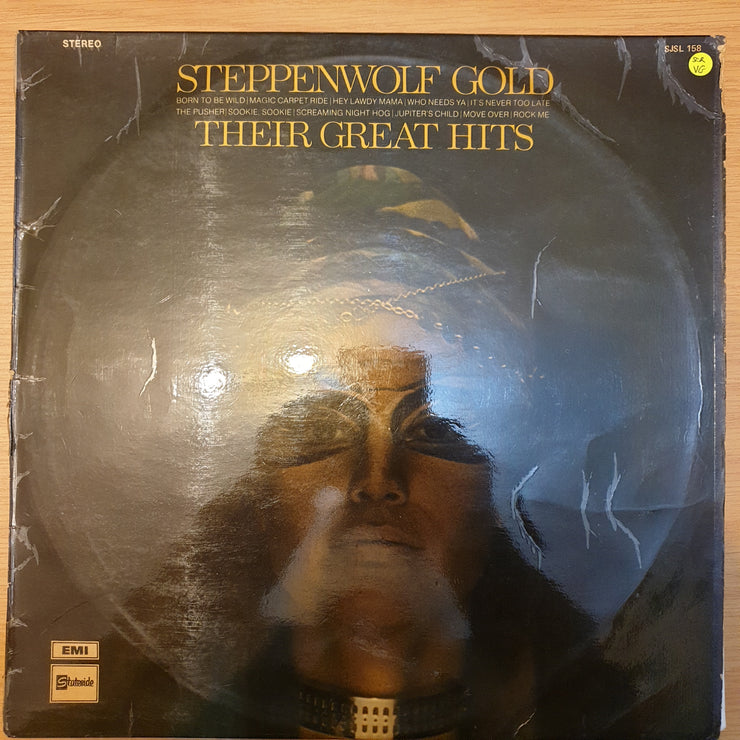 STEREO
SJSL 158
STEPPENWOLF GOLD
BORN TO BE WILD|MAGIC CARPET RIDE|HEY LAWDY MAMA|WHO NEEDS YA|IT'S NEVER TOO LATE
THE PUSHER|SOOKIE, SOOKIE|SCREAMING NIGHT HOG|JUPITER'S CHILD|MOVE OVER|ROCK ME
THEIR GREAT HITS
VG
EMI
Stateside